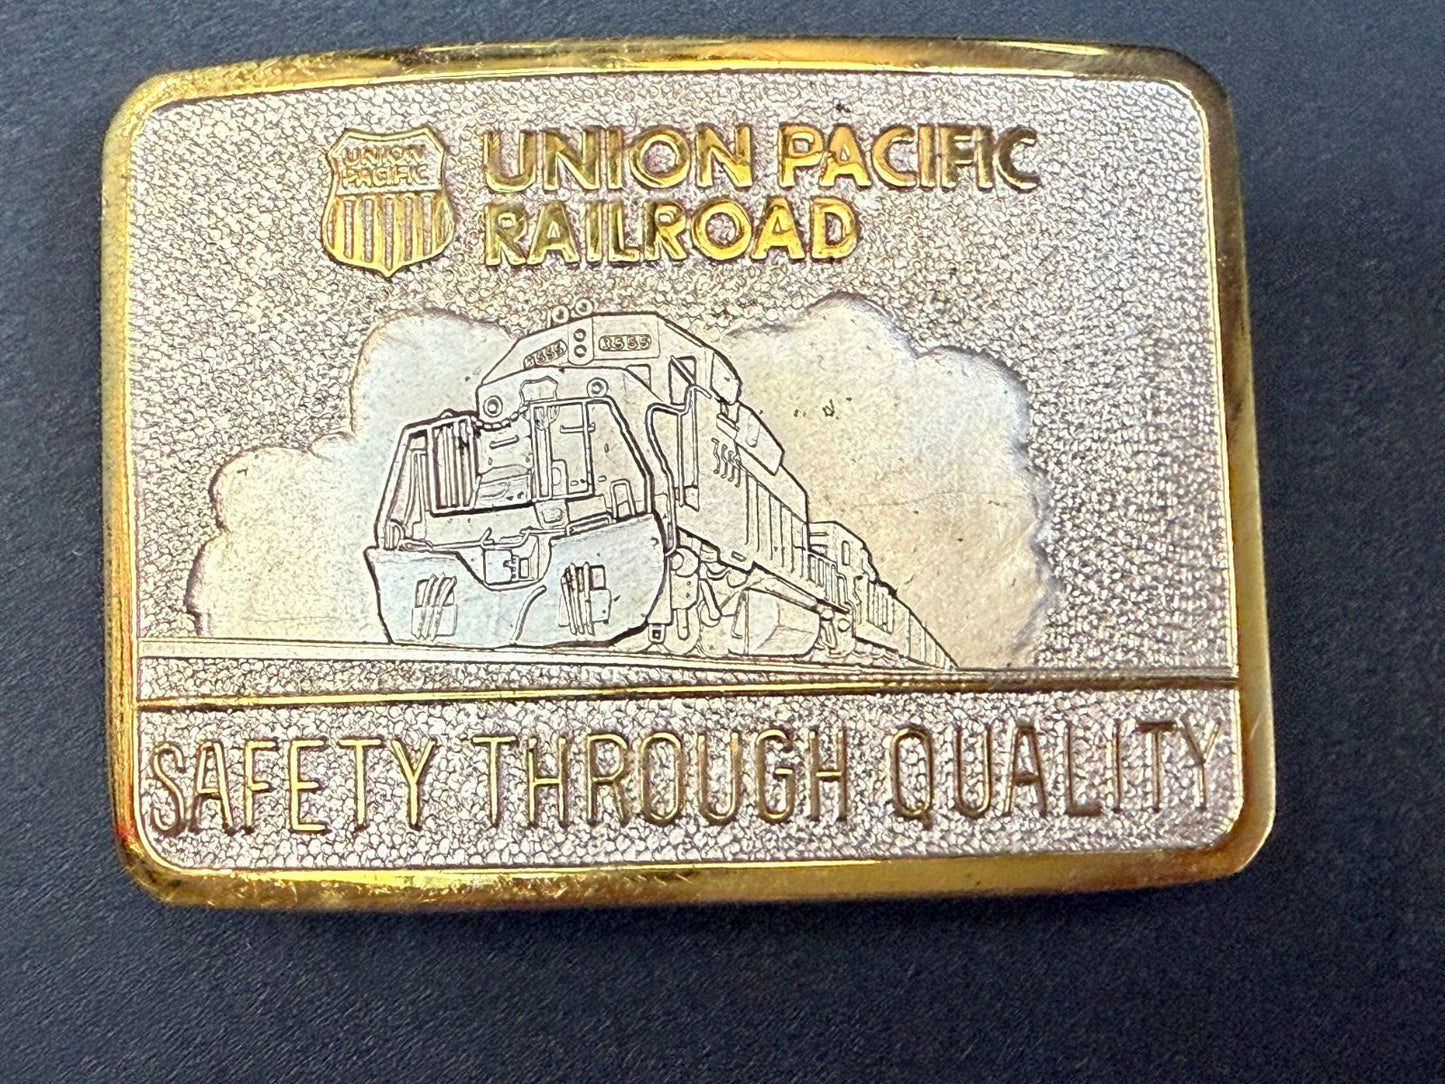 UNION
PACIFIC
UNION PACIFIC
RAILROAD
SAFETY THROUGH QUALITY